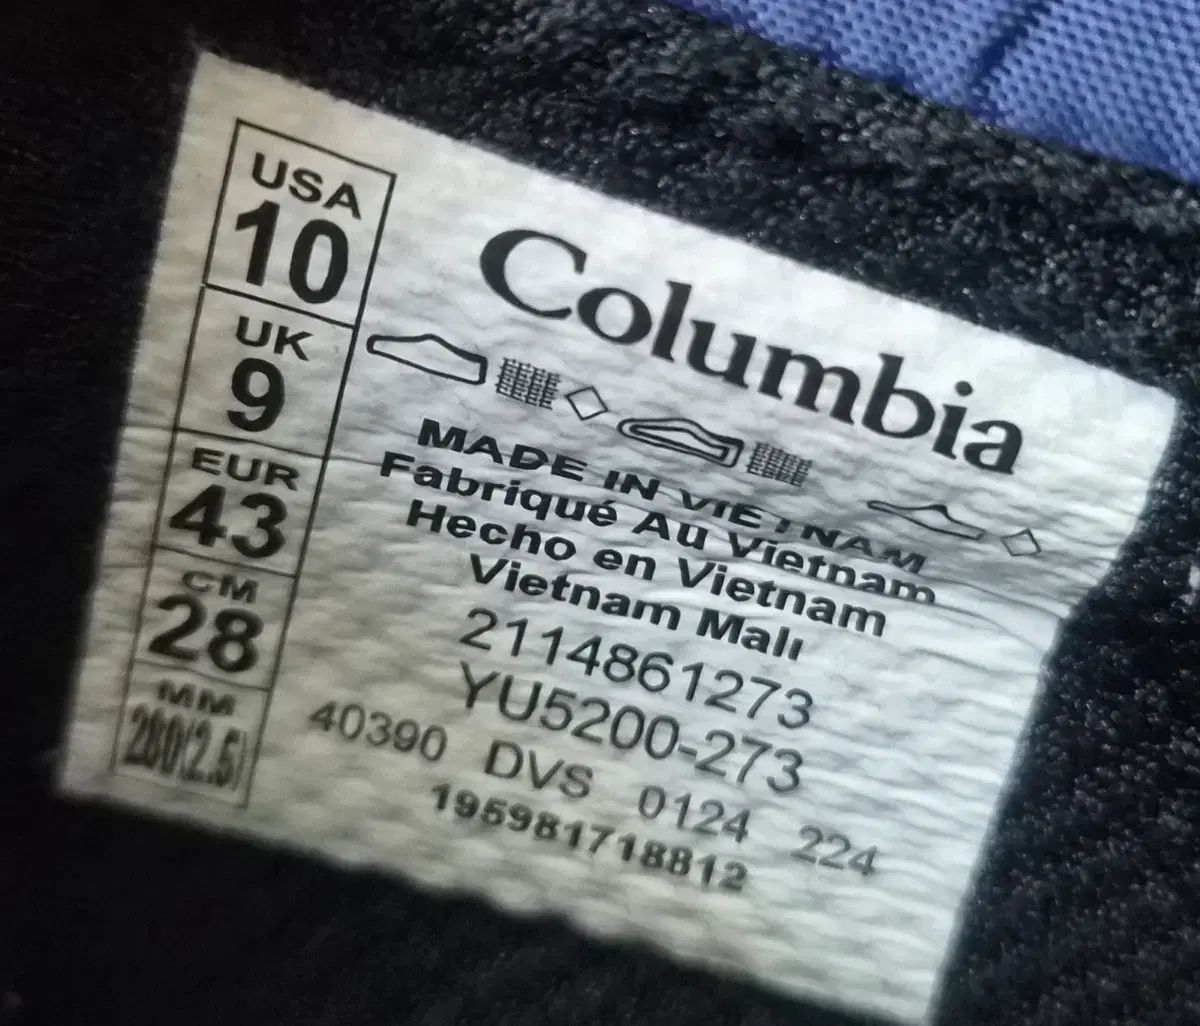 USA
10
UK
9
EUR
43
CM
28
MM
280(2.5)
Columbia
MADE IN VIETNAM
Fabriqué Au Vietnam
Hecho en Vietnam
Vietnam Malı
2114861273
YU5200-273
40390 DVS 0124 224
195981718812